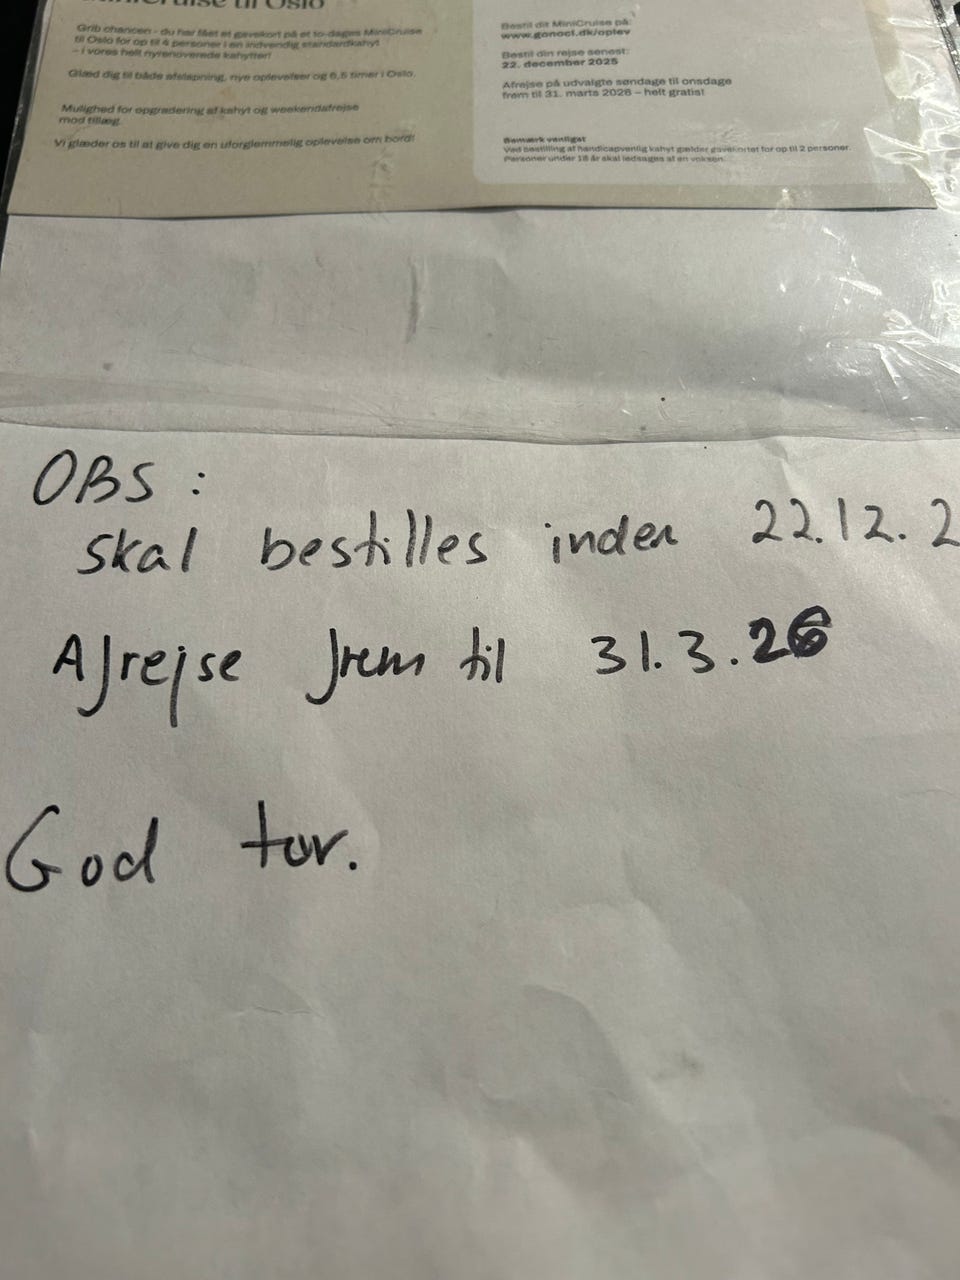 MiniCruise til Oslo
Grib chancen - du har fået et gavekort på et to-dages MiniCruise
til Oslo for op til 4 personer i en indvendig standardkahyt
– i vores helt nyrenoverede kahytter!
Glæd dig til både afslapning, nye oplevelser og 6,5 timer i Oslo.
Mulighed for opgradering af kahyt og weekendafrejse
mod tillæg.
Vi glæder os til at give dig en uforglemmelig oplevelse om bord!
Bestil dit MiniCruise på:
www.gonocl.dk/oplev
Bestil din rejse senest:
22. december 2025
Afrejse på udvalgte søndage til onsdage
frem til 31. marts 2026 – helt gratis!
Bemærk venligst
Ved bestilling af handicapvenlig kahyt gælder gavekortet for op til 2 personer.
Personer under 18 år skal ledsages af en voksen.
OBS :
skal bestilles inden 22.12.2
Afrejse frem til 31.3.26
God tur.